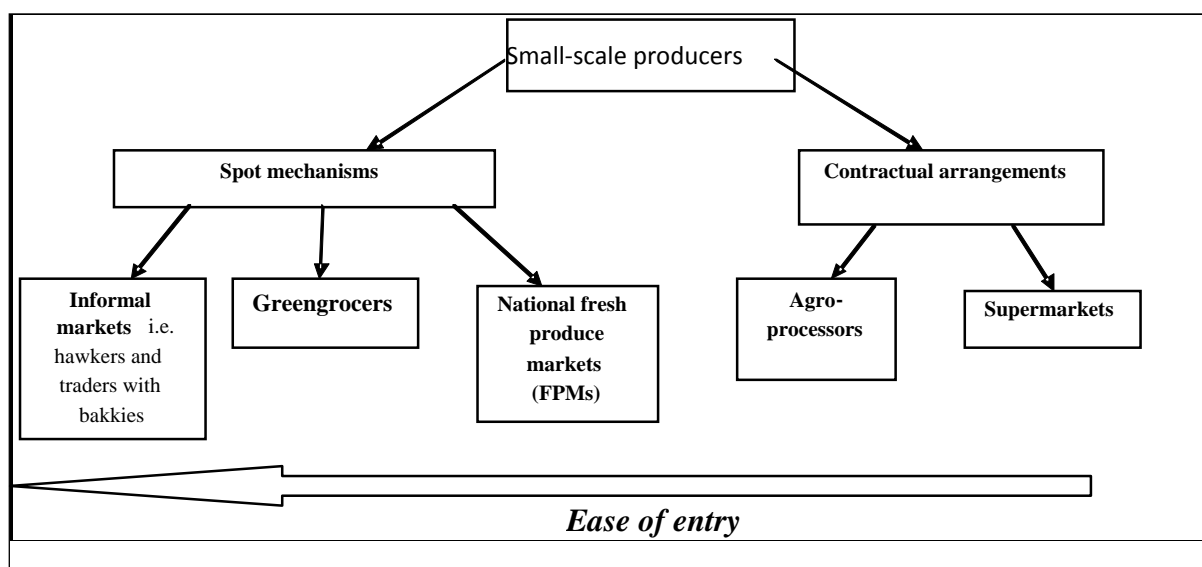 Small-scale producers
Spot mechanisms
Contractual arrangements
Informal
markets i.e.
hawkers and
traders with
bakkies
Greengrocers
National fresh
produce
markets
(FPMs)
Agro-
processors
Supermarkets
Ease of entry